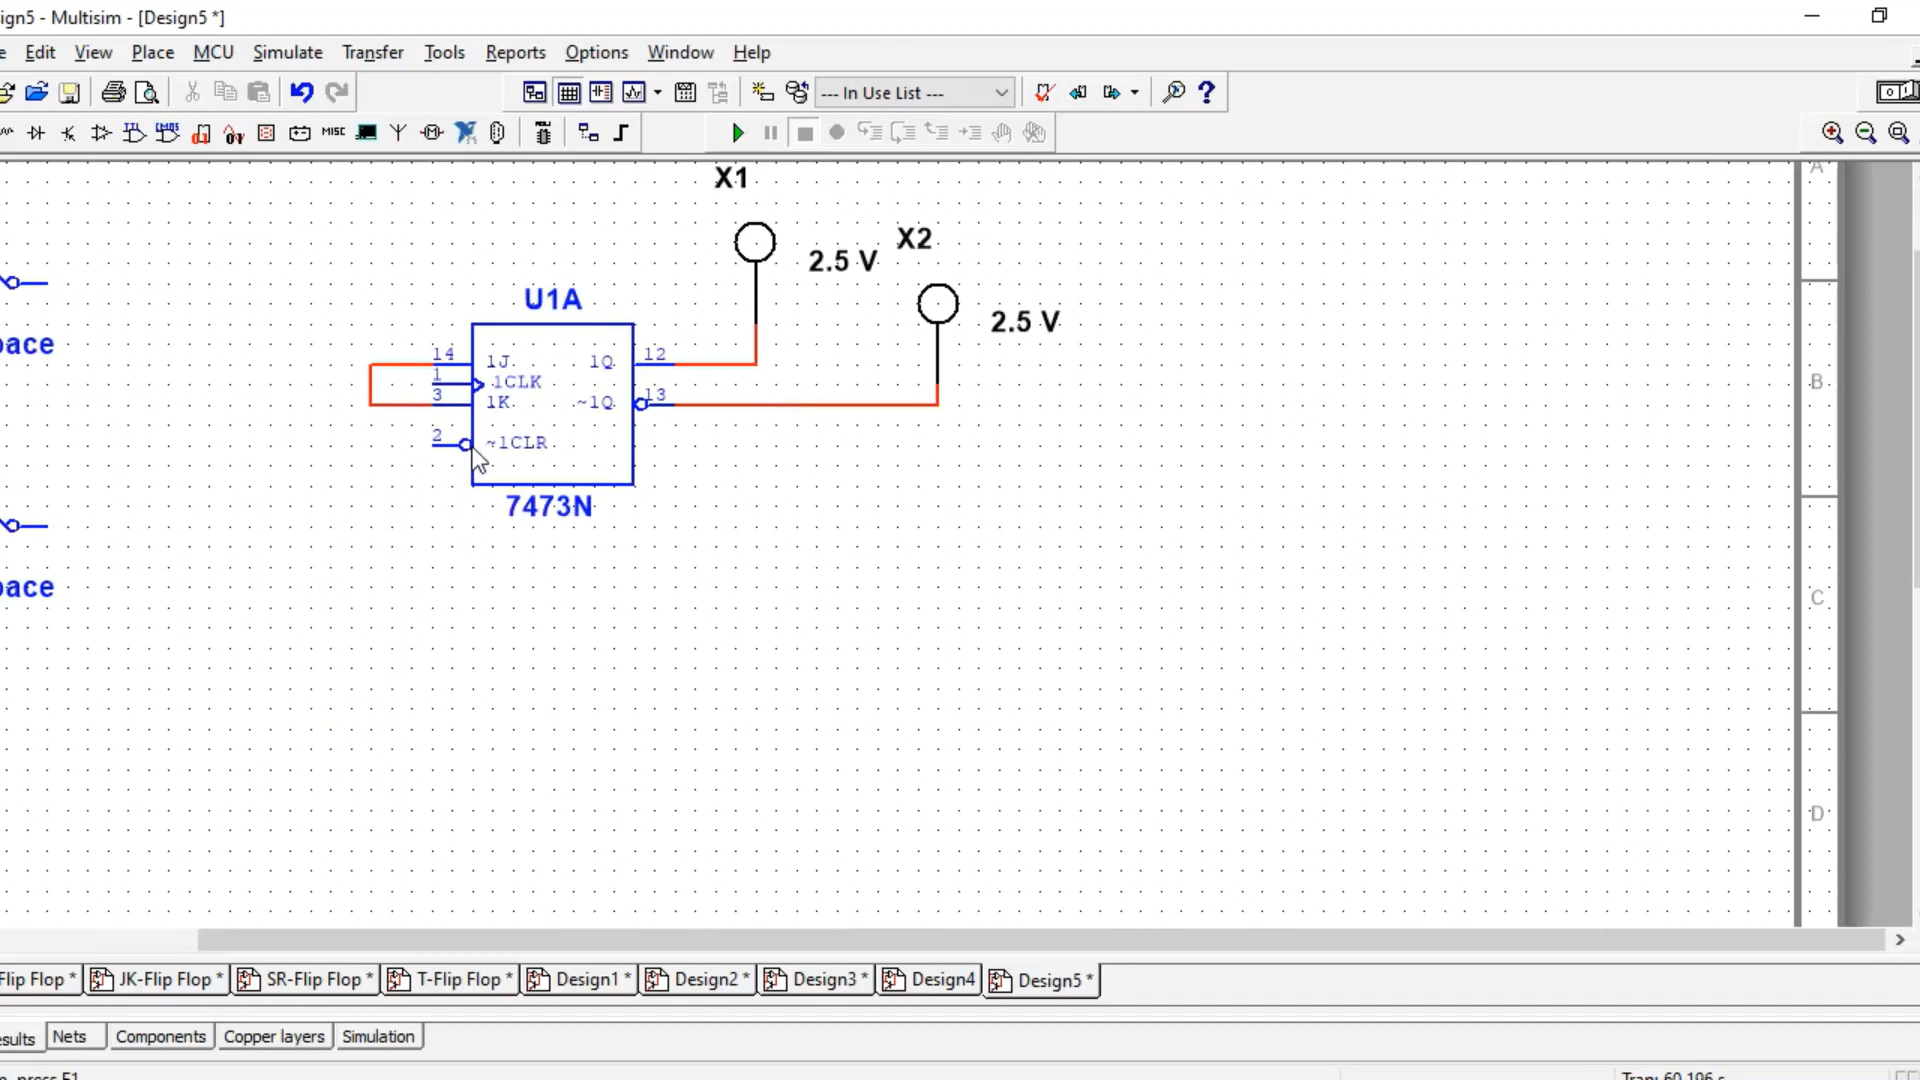 ign5 - Multisim - [Design5 *]
e Edit View Place MCU Simulate Transfer Tools Reports Options Window Help
--- In Use List ---
MISC
X1
A
2.5 V
X2
2.5 V
U1A
pace
14 1J 1Q 12
1 1CLK
3 1K ~1Q 13
B
2 ~1CLR
7473N
pace
C
D
Flip Flop * JK-Flip Flop * SR-Flip Flop * T-Flip Flop * Design1 * Design2 * Design3 * Design4 Design5 *
esults Nets Components Copper layers Simulation
p, press F1
Tran: 60.196 s